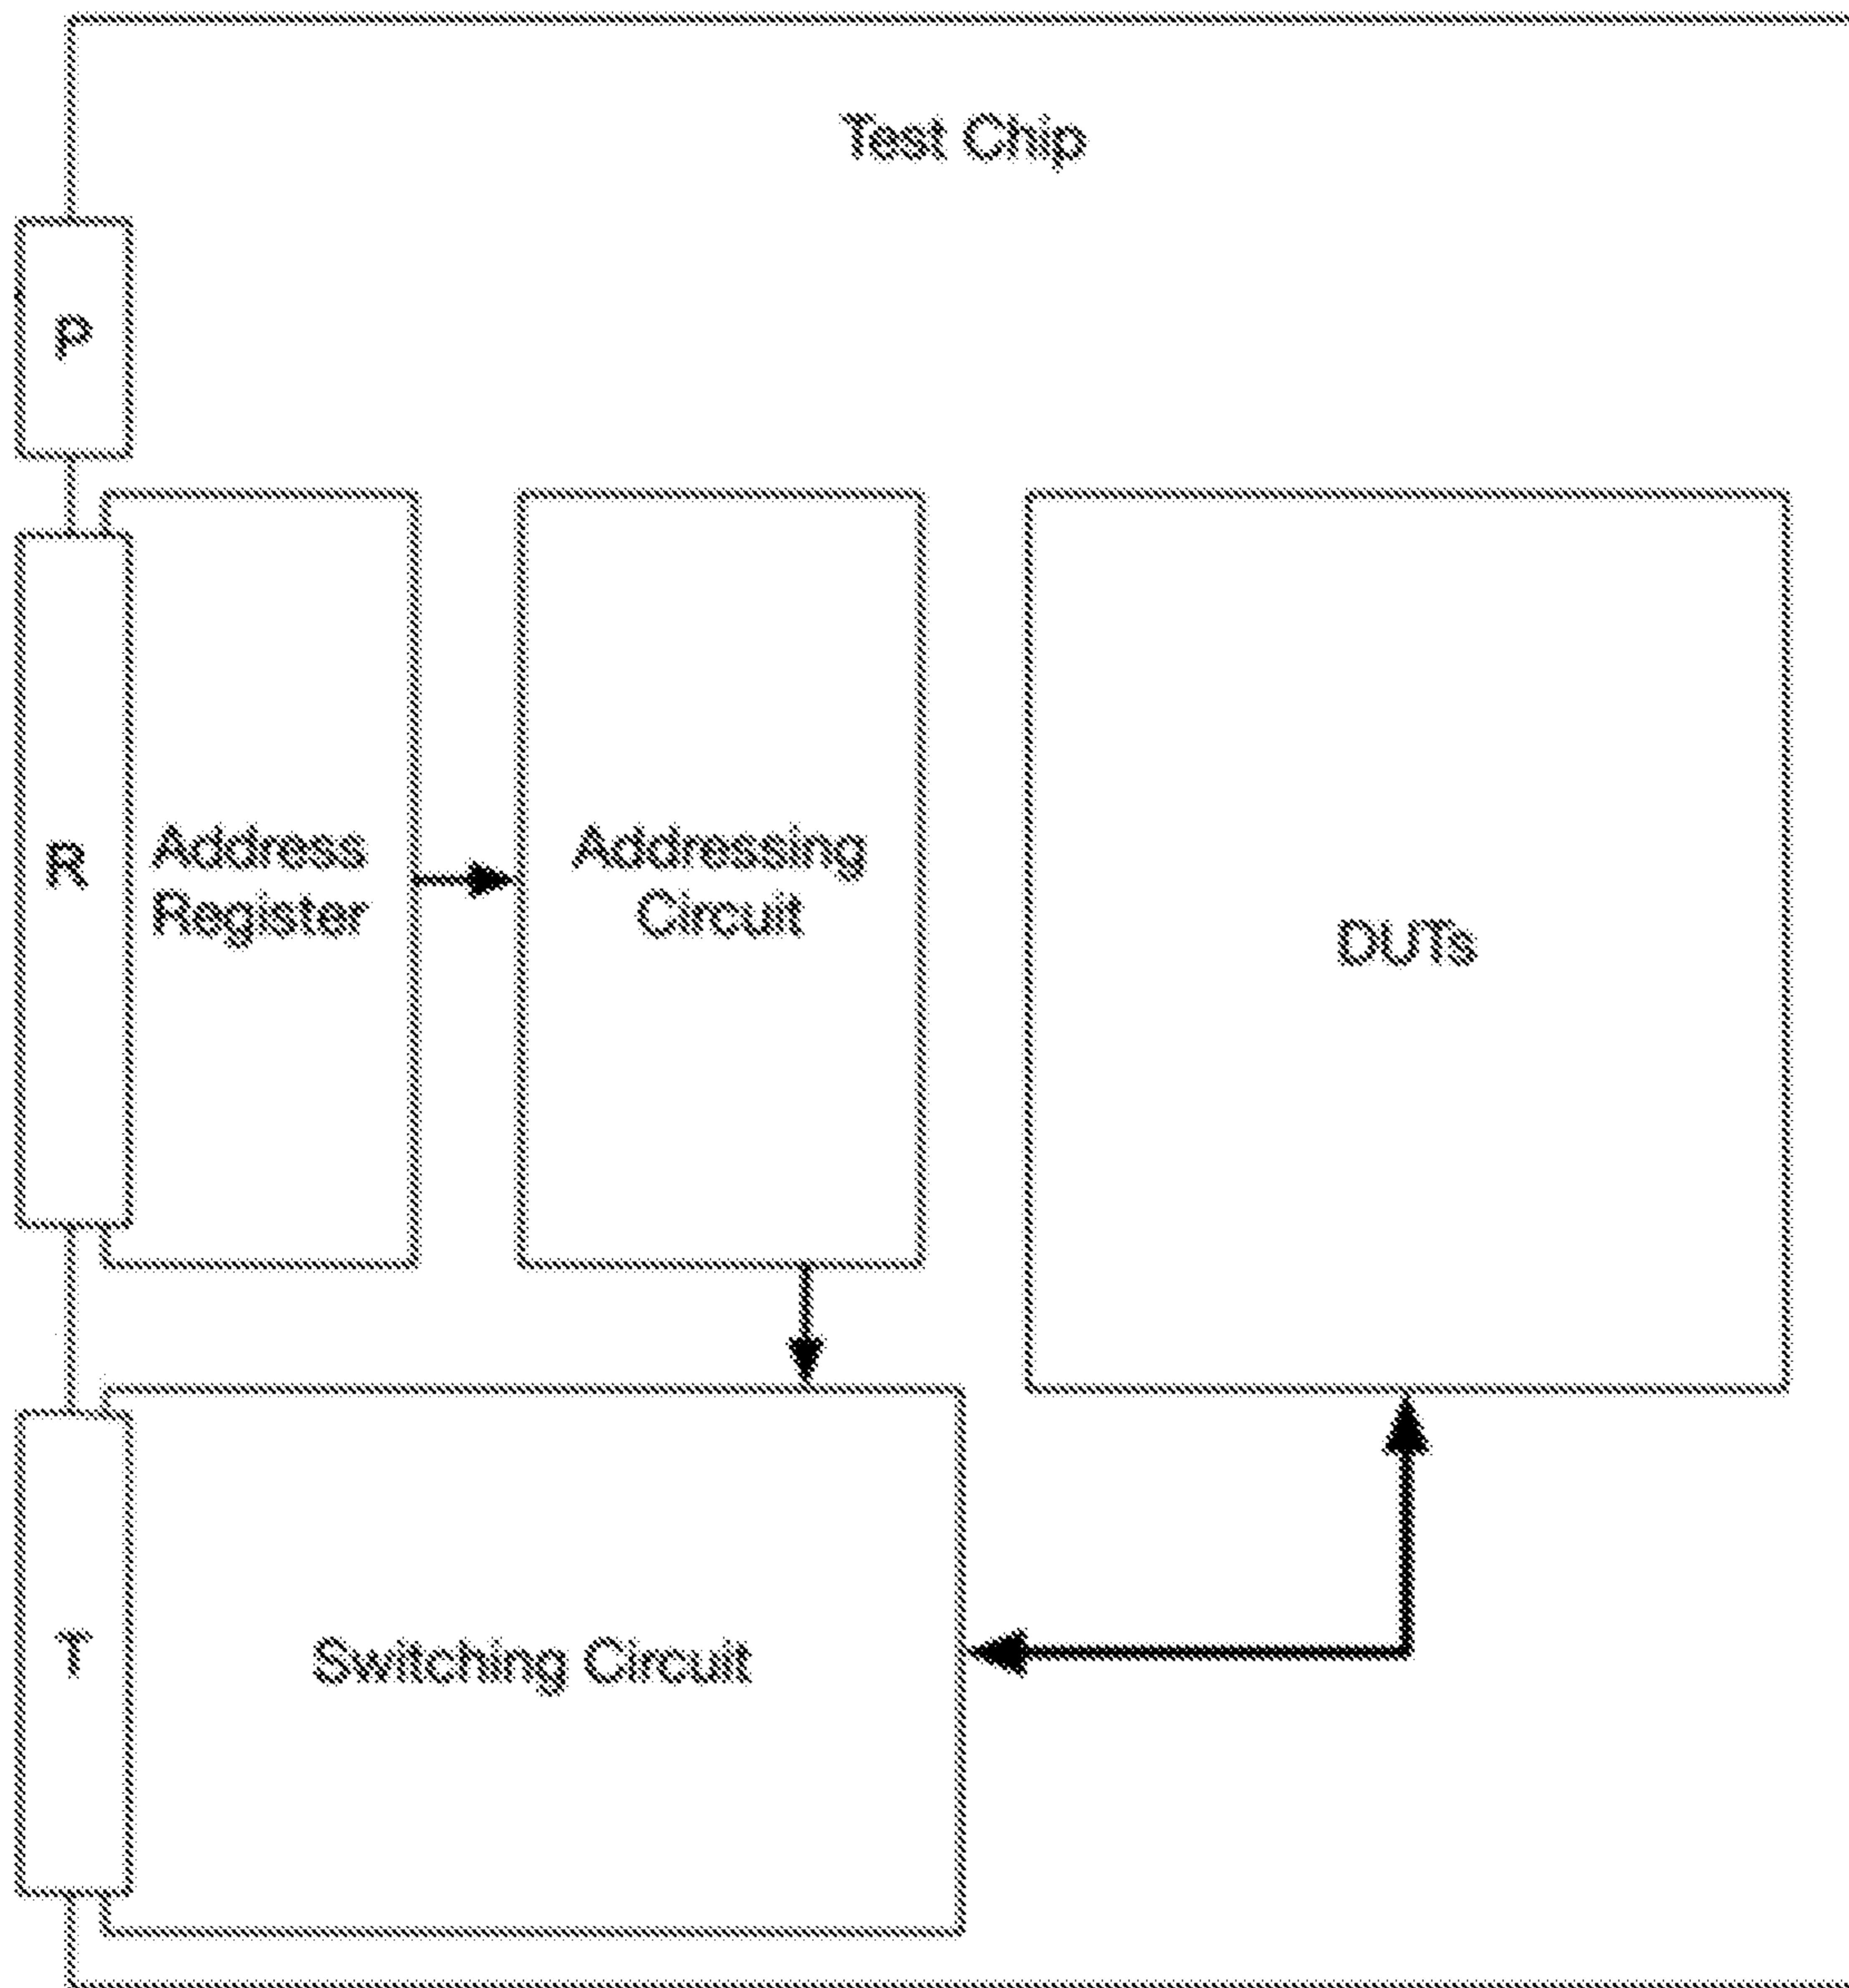 Test Chip
P
R
Address
Register
Addressing
Circuit
DUTs
T
Switching Circuit